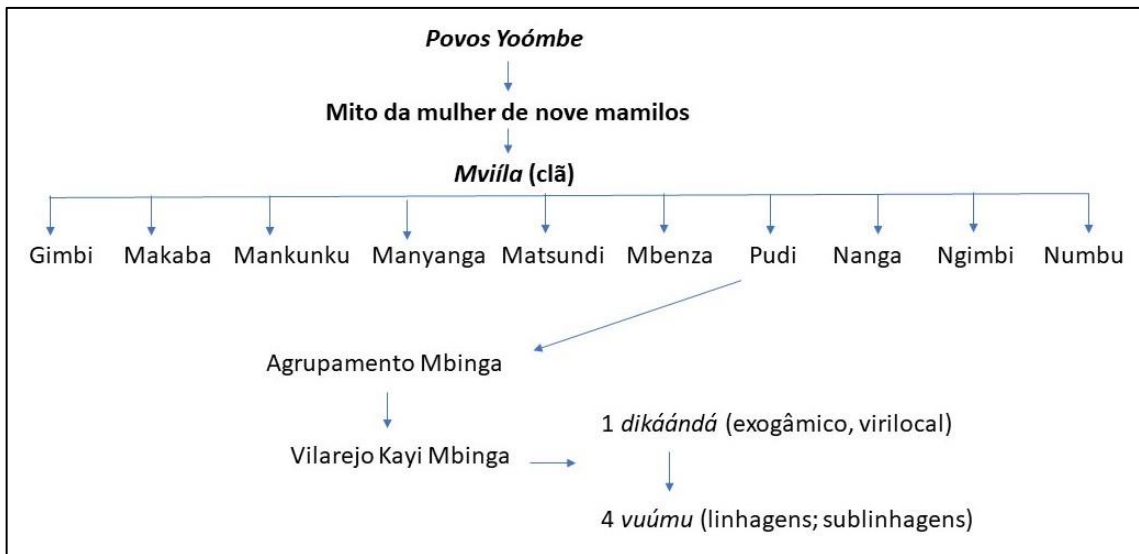 Povos Yoómbe
Mito da mulher de nove mamilos
Mviíla (clã)
Gimbi Makaba Mankunku Manyanga Matsundi Mbenza Pudi Nanga Ngimbi Numbu
Agrupamento Mbinga
1 dikáándá (exogâmico, virilocal)
Vilarejo Kayi Mbinga
4 vuúmu (linhagens; sublinhagens)